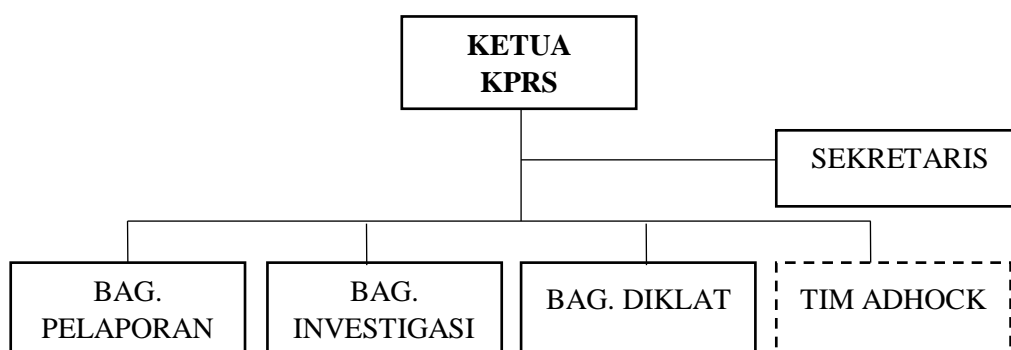 KETUA
KPRS
SEKRETARIS
BAG.
PELAPORAN
BAG.
INVESTIGASI
BAG. DIKLAT
TIM ADHOCK